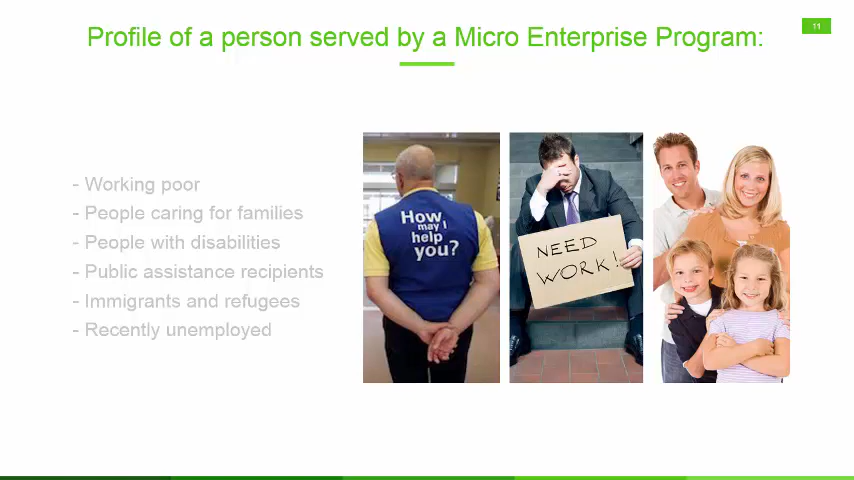 Profile of a person served by a Micro Enterprise Program:
11
- Working poor
- People caring for families
- People with disabilities
- Public assistance recipients
- Immigrants and refugees
- Recently unemployed
How
may I
help
you?
NEED
WORK!